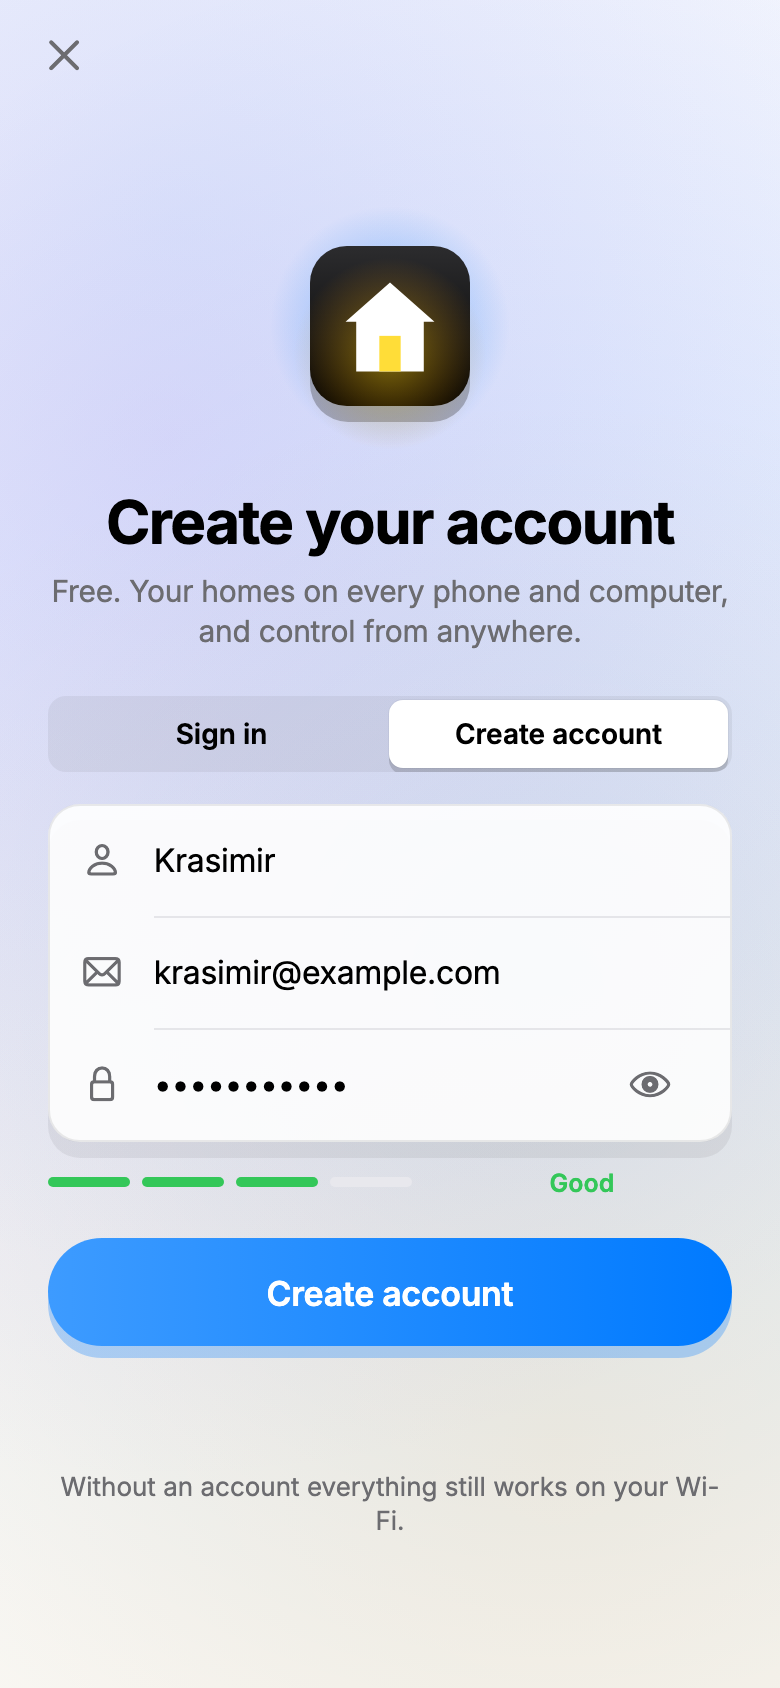 Create your account
Free. Your homes on every phone and computer,
and control from anywhere.
Sign in
Create account
Krasimir
krasimir@example.com
•••••••••••
Good
Create account
Without an account everything still works on your Wi-
Fi.